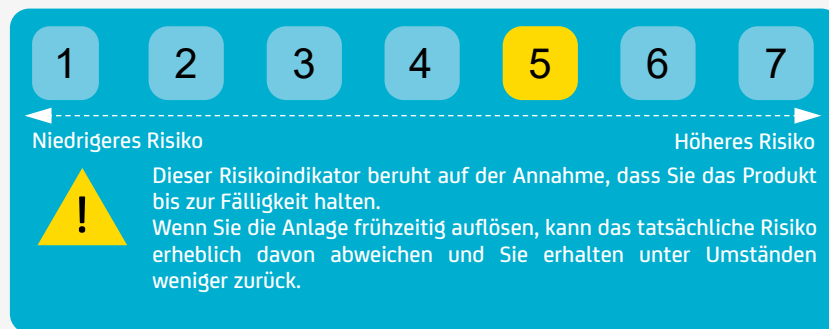 1 2 3 4 5 6 7
Niedrigeres Risiko Höheres Risiko
!
Dieser Risikoindikator beruht auf der Annahme, dass Sie das Produkt
bis zur Fälligkeit halten.
Wenn Sie die Anlage frühzeitig auflösen, kann das tatsächliche Risiko
erheblich davon abweichen und Sie erhalten unter Umständen
weniger zurück.